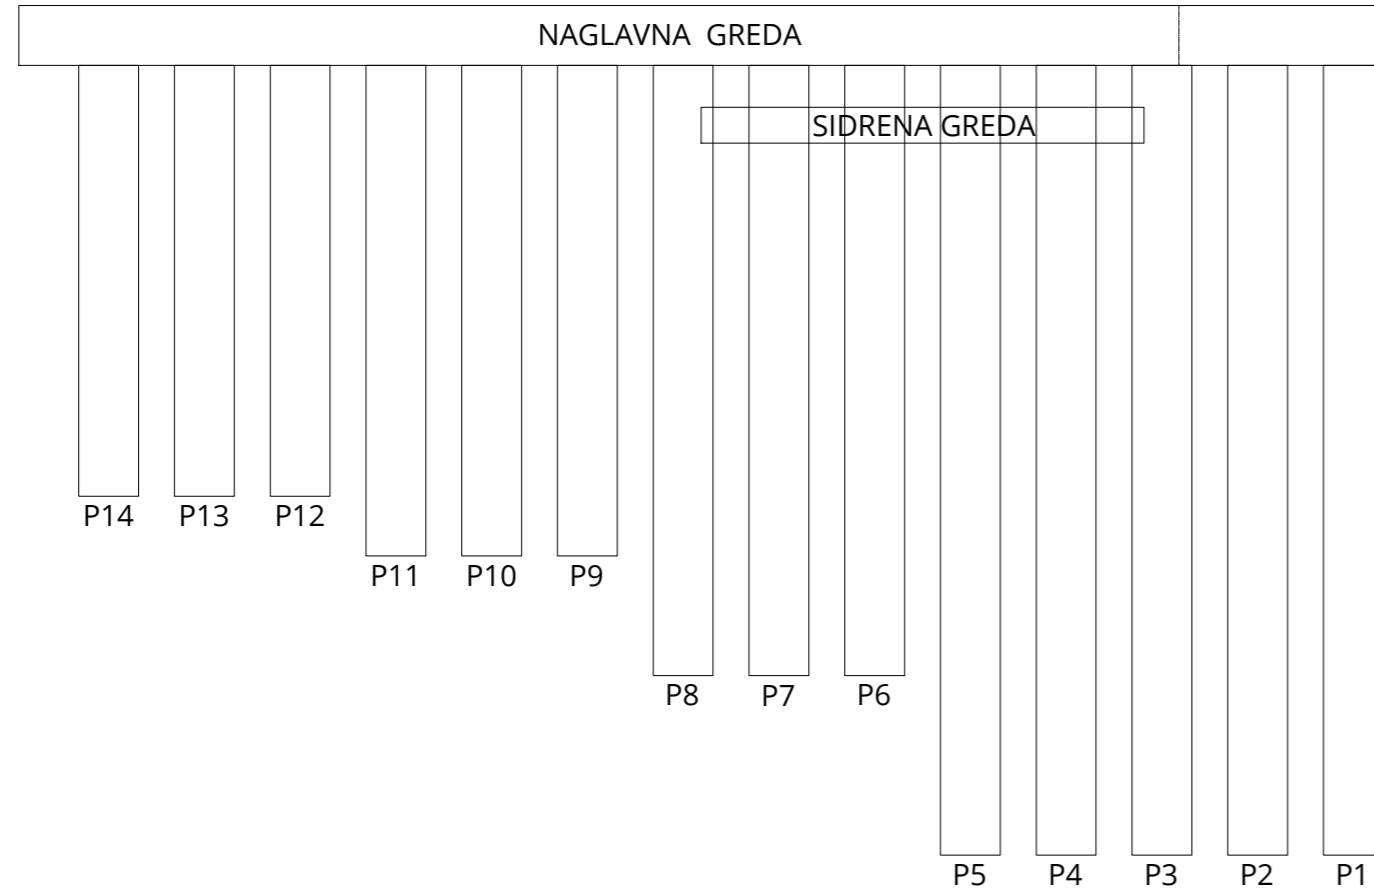 NAGLAVNA GREDA
SIDRENA GREDA
P14 P13 P12
P11 P10 P9
P8 P7 P6
P5 P4 P3 P2 P1